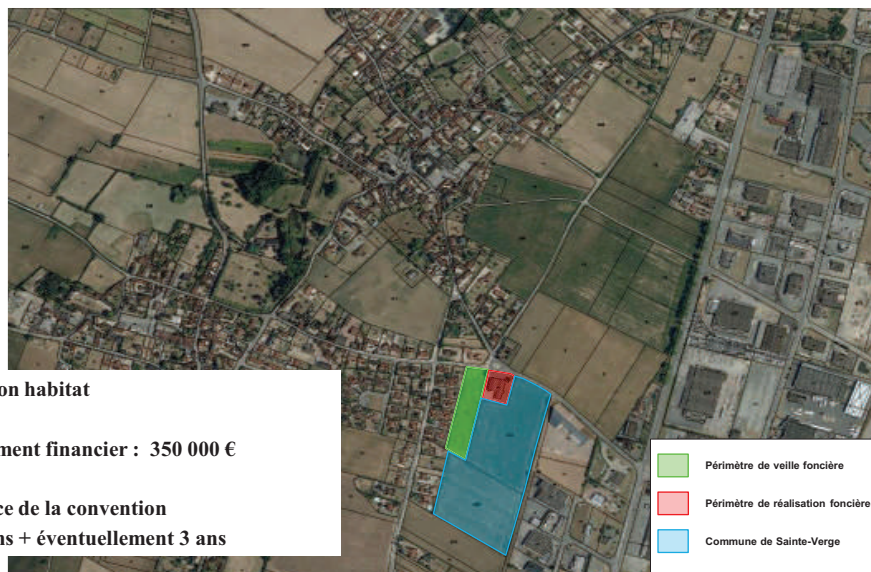 on habitat
ment financier : 350 000 €
ce de la convention
ns + éventuellement 3 ans
Périmètre de veille foncière
Périmètre de réalisation foncière
Commune de Sainte-Verge